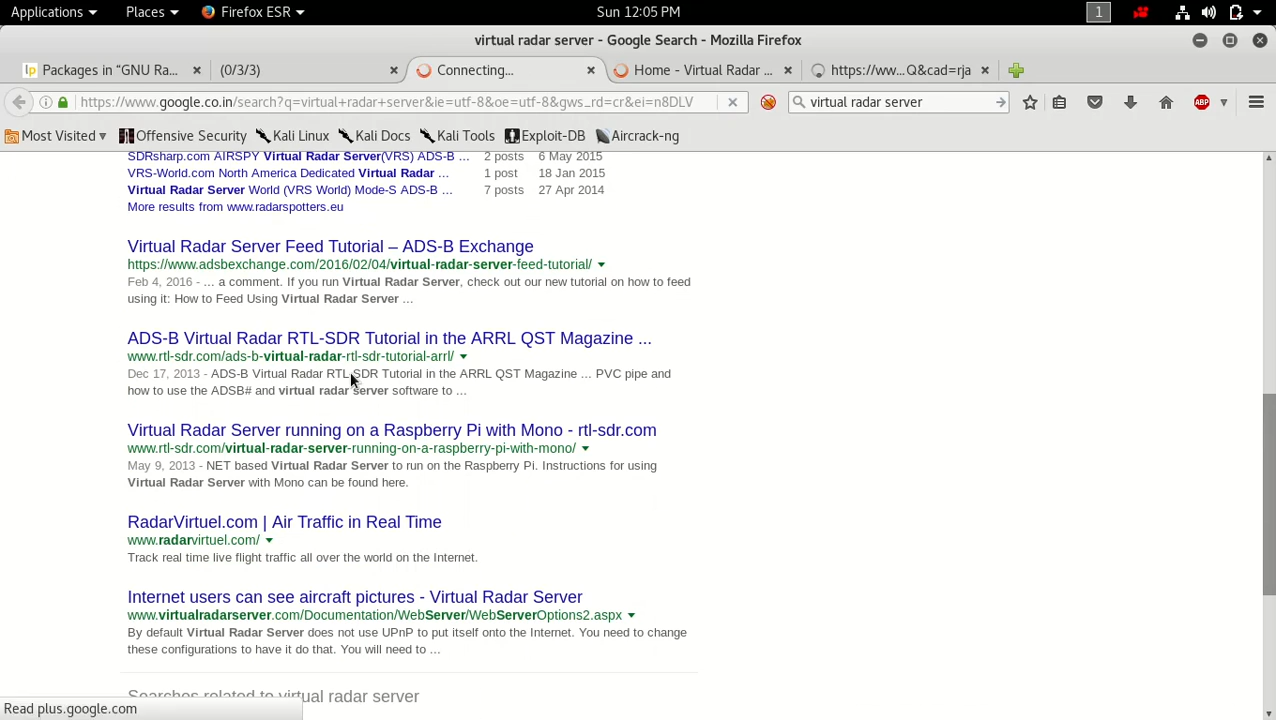 Applications Places Firefox ESR Sun 12:05 PM 1
virtual radar server - Google Search - Mozilla Firefox
Packages in “GNU Ra... (0/3/3) Connecting... Home - Virtual Radar ... https://ww...Q&cad=rja
https://www.google.co.in/search?q=virtual+radar+server&ie=utf-8&oe=utf-8&gws_rd=cr&ei=n8DLV virtual radar server ABP
Most Visited Offensive Security Kali Linux Kali Docs Kali Tools Exploit-DB Aircrack-ng
SDRsharp.com AIRSPY Virtual Radar Server(VRS) ADS-B ... 2 posts 6 May 2015
VRS-World.com North America Dedicated Virtual Radar ... 1 post 18 Jan 2015
Virtual Radar Server World (VRS World) Mode-S ADS-B ... 7 posts 27 Apr 2014
More results from www.radarspotters.eu
Virtual Radar Server Feed Tutorial – ADS-B Exchange
https://www.adsbexchange.com/2016/02/04/virtual-radar-server-feed-tutorial/
Feb 4, 2016 - ... a comment. If you run Virtual Radar Server, check out our new tutorial on how to feed
using it: How to Feed Using Virtual Radar Server ...
ADS-B Virtual Radar RTL-SDR Tutorial in the ARRL QST Magazine ...
www.rtl-sdr.com/ads-b-virtual-radar-rtl-sdr-tutorial-arrl/
Dec 17, 2013 - ADS-B Virtual Radar RTL-SDR Tutorial in the ARRL QST Magazine ... PVC pipe and
how to use the ADSB# and virtual radar server software to ...
Virtual Radar Server running on a Raspberry Pi with Mono - rtl-sdr.com
www.rtl-sdr.com/virtual-radar-server-running-on-a-raspberry-pi-with-mono/
May 9, 2013 - NET based Virtual Radar Server to run on the Raspberry Pi. Instructions for using
Virtual Radar Server with Mono can be found here.
RadarVirtuel.com | Air Traffic in Real Time
www.radarvirtuel.com/
Track real time live flight traffic all over the world on the Internet.
Internet users can see aircraft pictures - Virtual Radar Server
www.virtualradarserver.com/Documentation/WebServer/WebServerOptions2.aspx
By default Virtual Radar Server does not use UPnP to put itself onto the Internet. You need to change
these configurations to have it do that. You will need to ...
Searches related to virtual radar server
Read plus.google.com